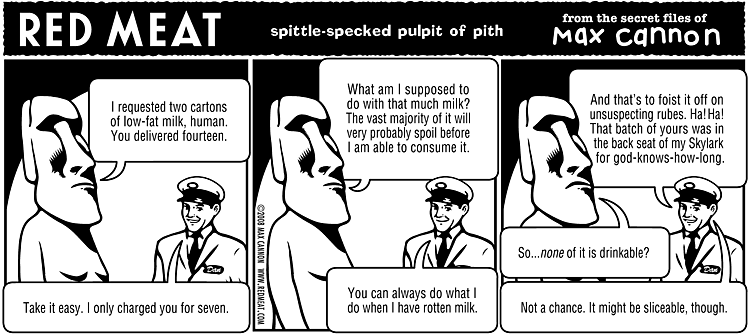 RED MEAT
spittle-specked pulpit of pith
from the secret files of
Max cannon
I requested two cartons
of low-fat milk, human.
You delivered fourteen.
Dan
Take it easy. I only charged you for seven.
What am I supposed to
do with that much milk?
The vast majority of it will
very probably spoil before
I am able to consume it.
©2008 MAX CANNON WWW.REDMEAT.COM
You can always do what I
do when I have rotten milk.
And that's to foist it off on
unsuspecting rubes. Ha! Ha!
That batch of yours was in
the back seat of my Skylark
for god-knows-how-long.
So...none of it is drinkable?
Dan
Not a chance. It might be sliceable, though.